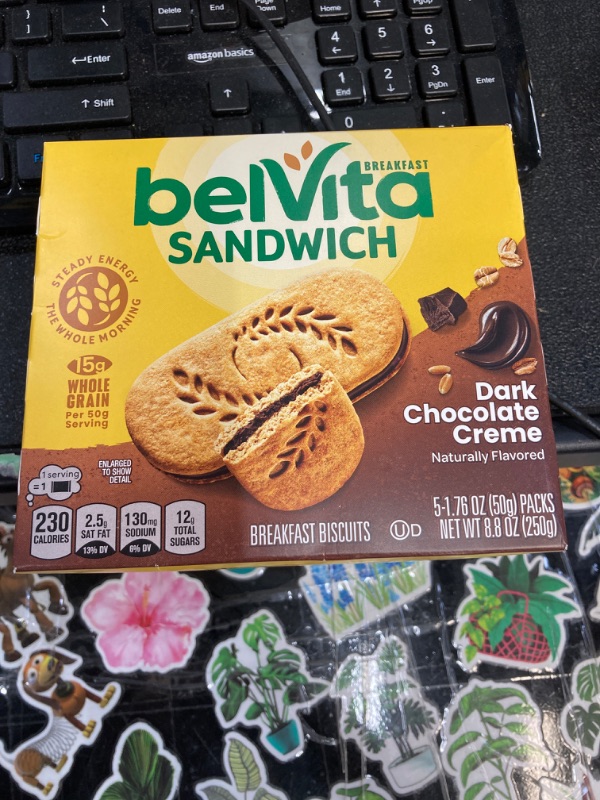 Delete
End
Page
Down
Home
PgUp
}
]
|
\
←Enter
amazon basics
4
←
5
6
→
↑ Shift
↑
1
End
2
↓
3
PgDn
Enter
0
BREAKFAST
belVita
SANDWICH
STEADY ENERGY
THE WHOLE MORNING
15g
WHOLE
GRAIN
Per 50g
Serving
Dark
Chocolate
Creme
Naturally Flavored
ENLARGED
TO SHOW
DETAIL
1 serving
=1
230
CALORIES
2.5g
SAT FAT
13% DV
130mg
SODIUM
6% DV
12g
TOTAL
SUGARS
BREAKFAST BISCUITS
U D
5-1.76 OZ (50g) PACKS
NET WT 8.8 OZ (250g)